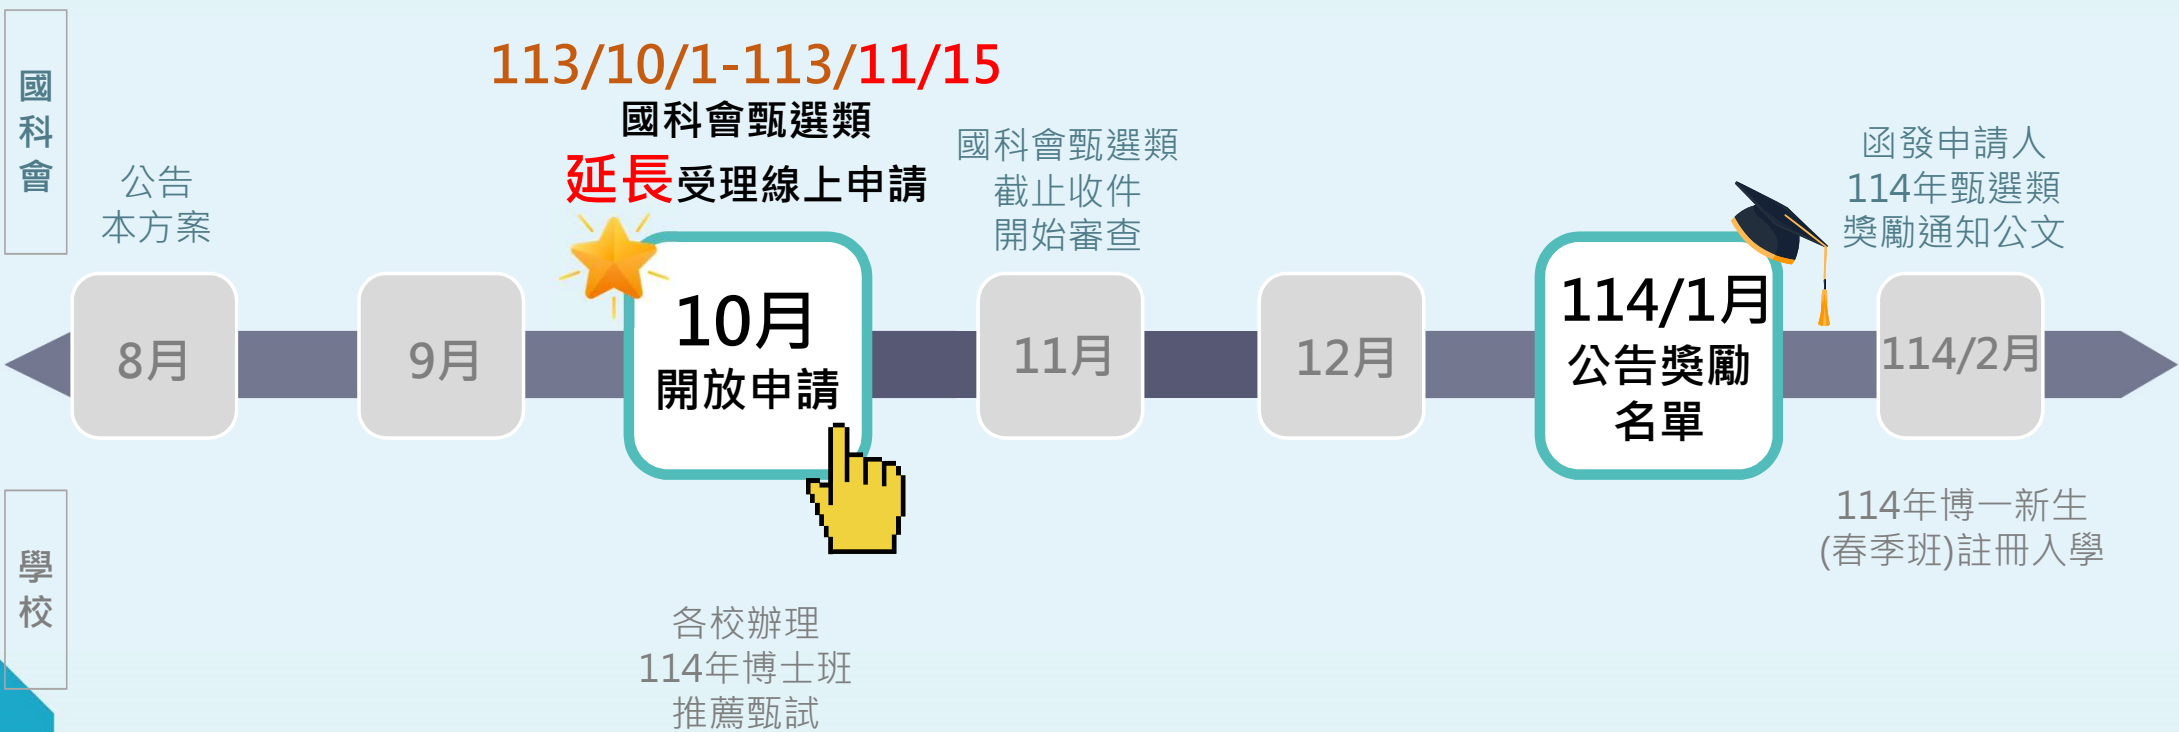 國科會
113/10/1-113/11/15
國科會甄選類
延長受理線上申請
公告
本方案
國科會甄選類
截止收件
開始審查
函發申請人
114年甄選類
獎勵通知公文
8月
9月
10月
開放申請
11月
12月
114/1月
公告獎勵
名單
114/2月
學校
各校辦理
114年博士班
推薦甄試
114年博一新生
(春季班)註冊入學